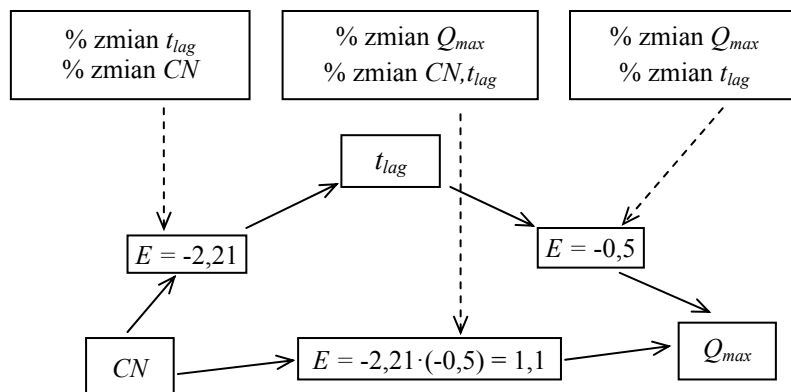 % zmian t_lag
% zmian CN
% zmian Q_max
% zmian CN,t_lag
% zmian Q_max
% zmian t_lag
t_lag
E = -2,21
E = -0,5
CN
E = -2,21·(-0,5) = 1,1
Q_max